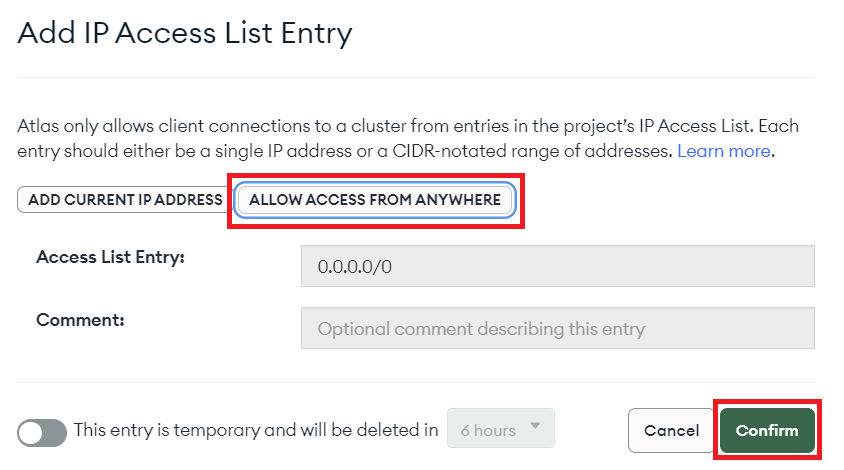 Add IP Access List Entry
Atlas only allows client connections to a cluster from entries in the project's IP Access List. Each
entry should either be a single IP address or a CIDR-notated range of addresses. Learn more.
ADD CURRENT IP ADDRESS ALLOW ACCESS FROM ANYWHERE
Access List Entry: 0.0.0.0/0
Comment: Optional comment describing this entry
This entry is temporary and will be deleted in 6 hours Cancel Confirm